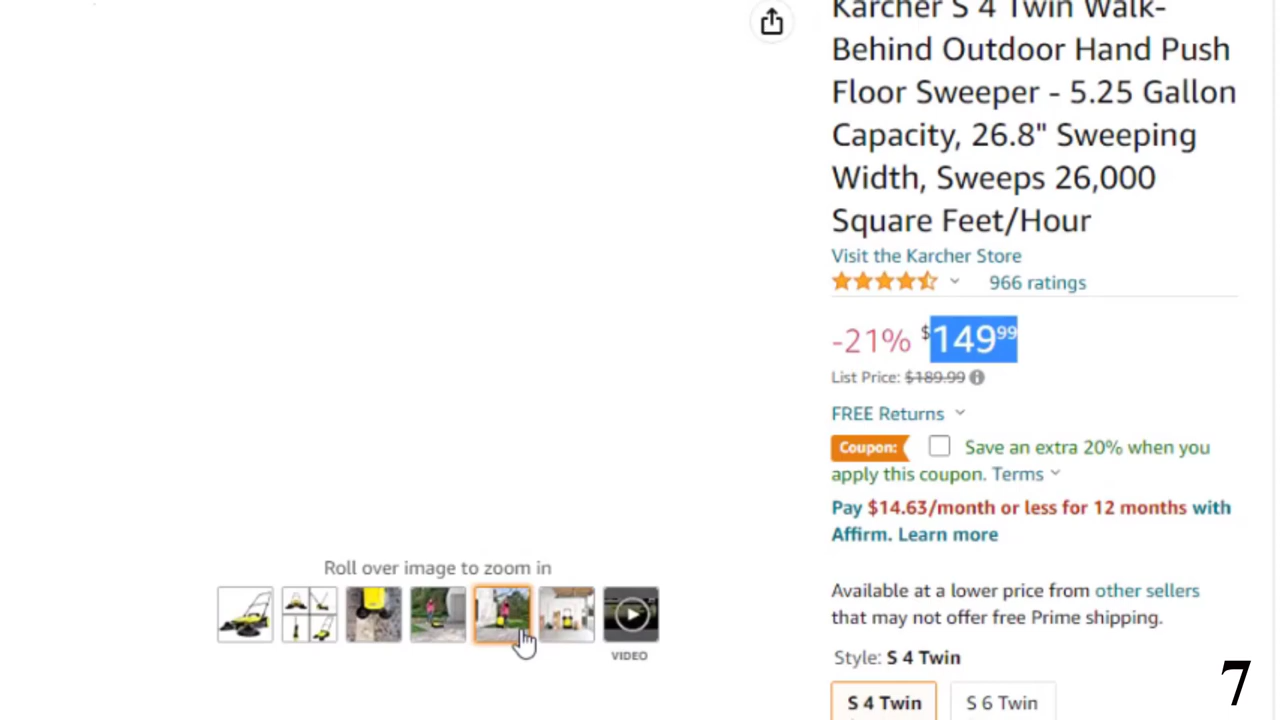 Karcher S 4 Twin Walk-
Behind Outdoor Hand Push
Floor Sweeper - 5.25 Gallon
Capacity, 26.8" Sweeping
Width, Sweeps 26,000
Square Feet/Hour
Visit the Karcher Store
966 ratings
-21% $149.99
List Price: $189.99
FREE Returns
Coupon: Save an extra 20% when you
apply this coupon. Terms
Pay $14.63/month or less for 12 months with
Affirm. Learn more
Roll over image to zoom in
VIDEO
Available at a lower price from other sellers
that may not offer free Prime shipping.
Style: S 4 Twin
S 4 Twin S 6 Twin
7